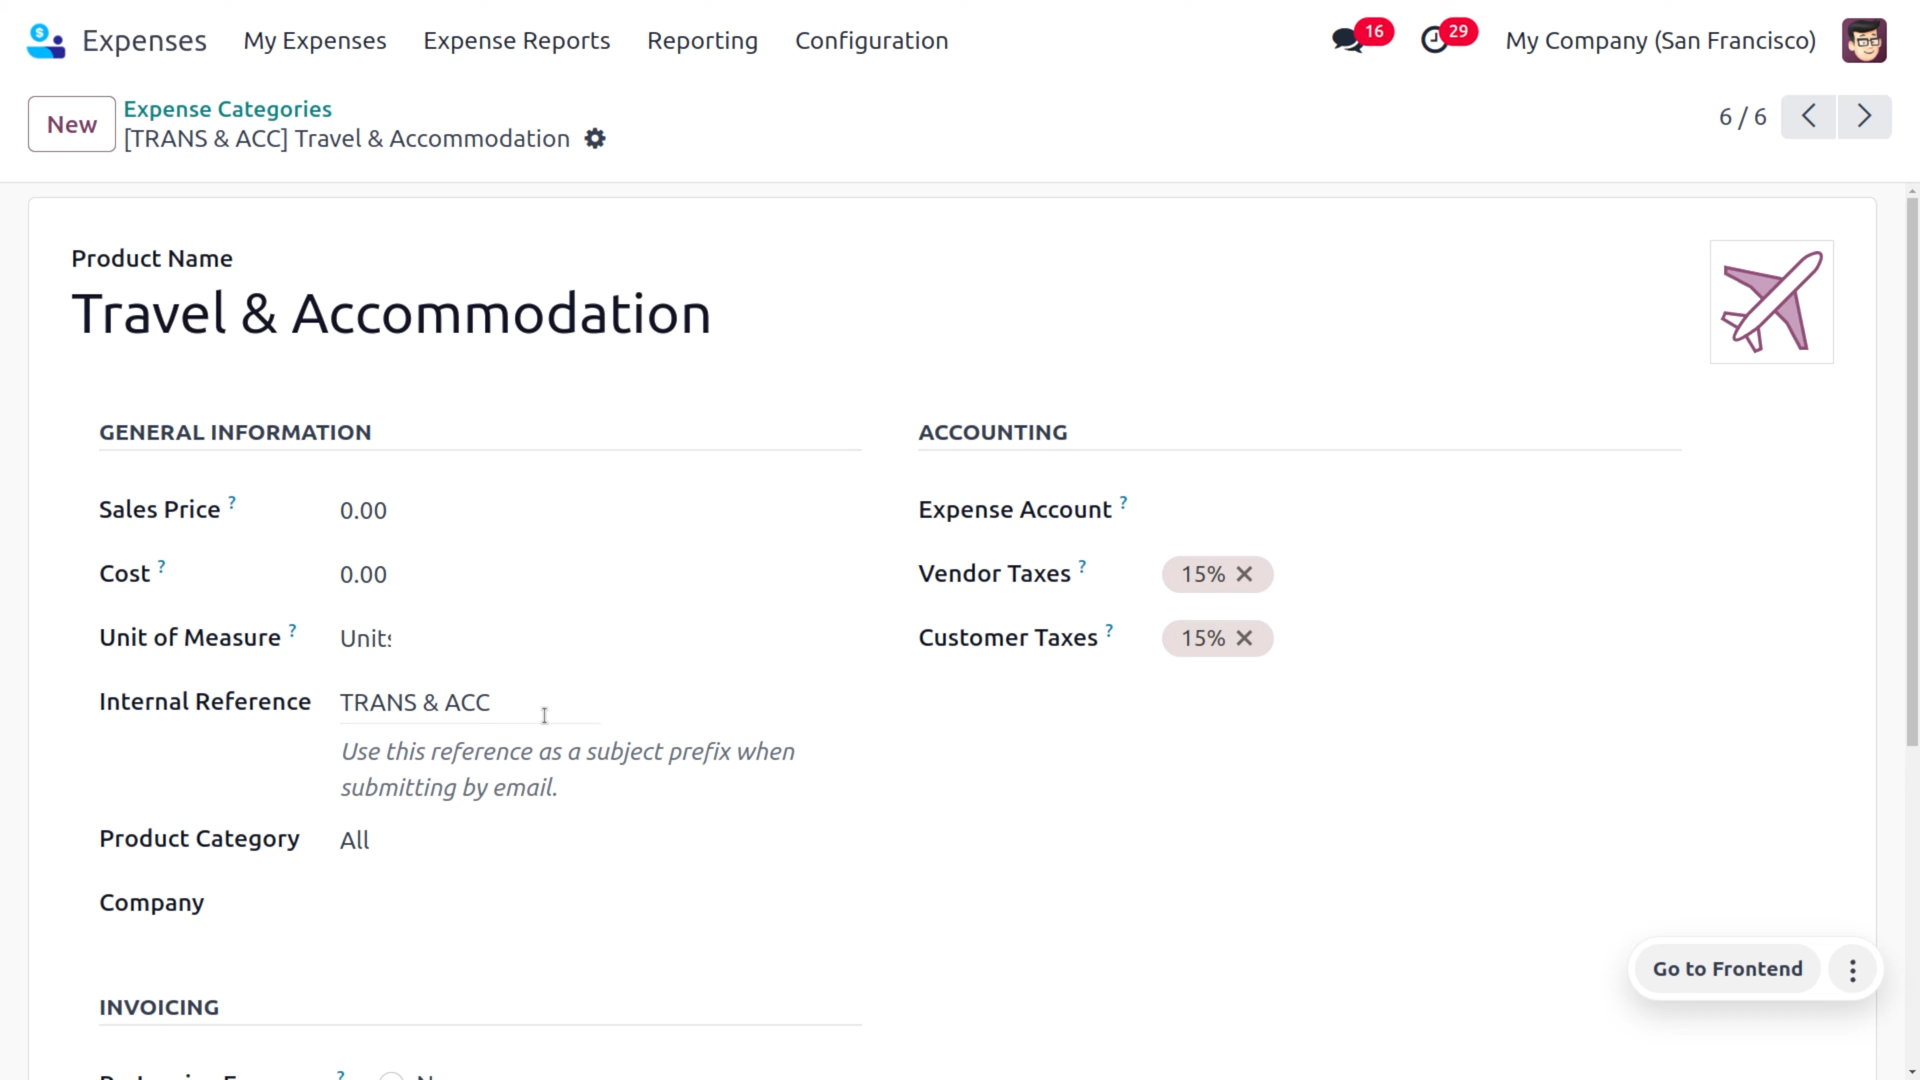 Expenses My Expenses Expense Reports Reporting Configuration 16 29 My Company (San Francisco)
New Expense Categories
[TRANS & ACC] Travel & Accommodation
6 / 6
Product Name
Travel & Accommodation
GENERAL INFORMATION
Sales Price ? 0.00
Cost ? 0.00
Unit of Measure ? Units
Internal Reference TRANS & ACC
Use this reference as a subject prefix when
submitting by email.
Product Category All
Company
ACCOUNTING
Expense Account ?
Vendor Taxes ? 15%
Customer Taxes ? 15%
Go to Frontend
INVOICING